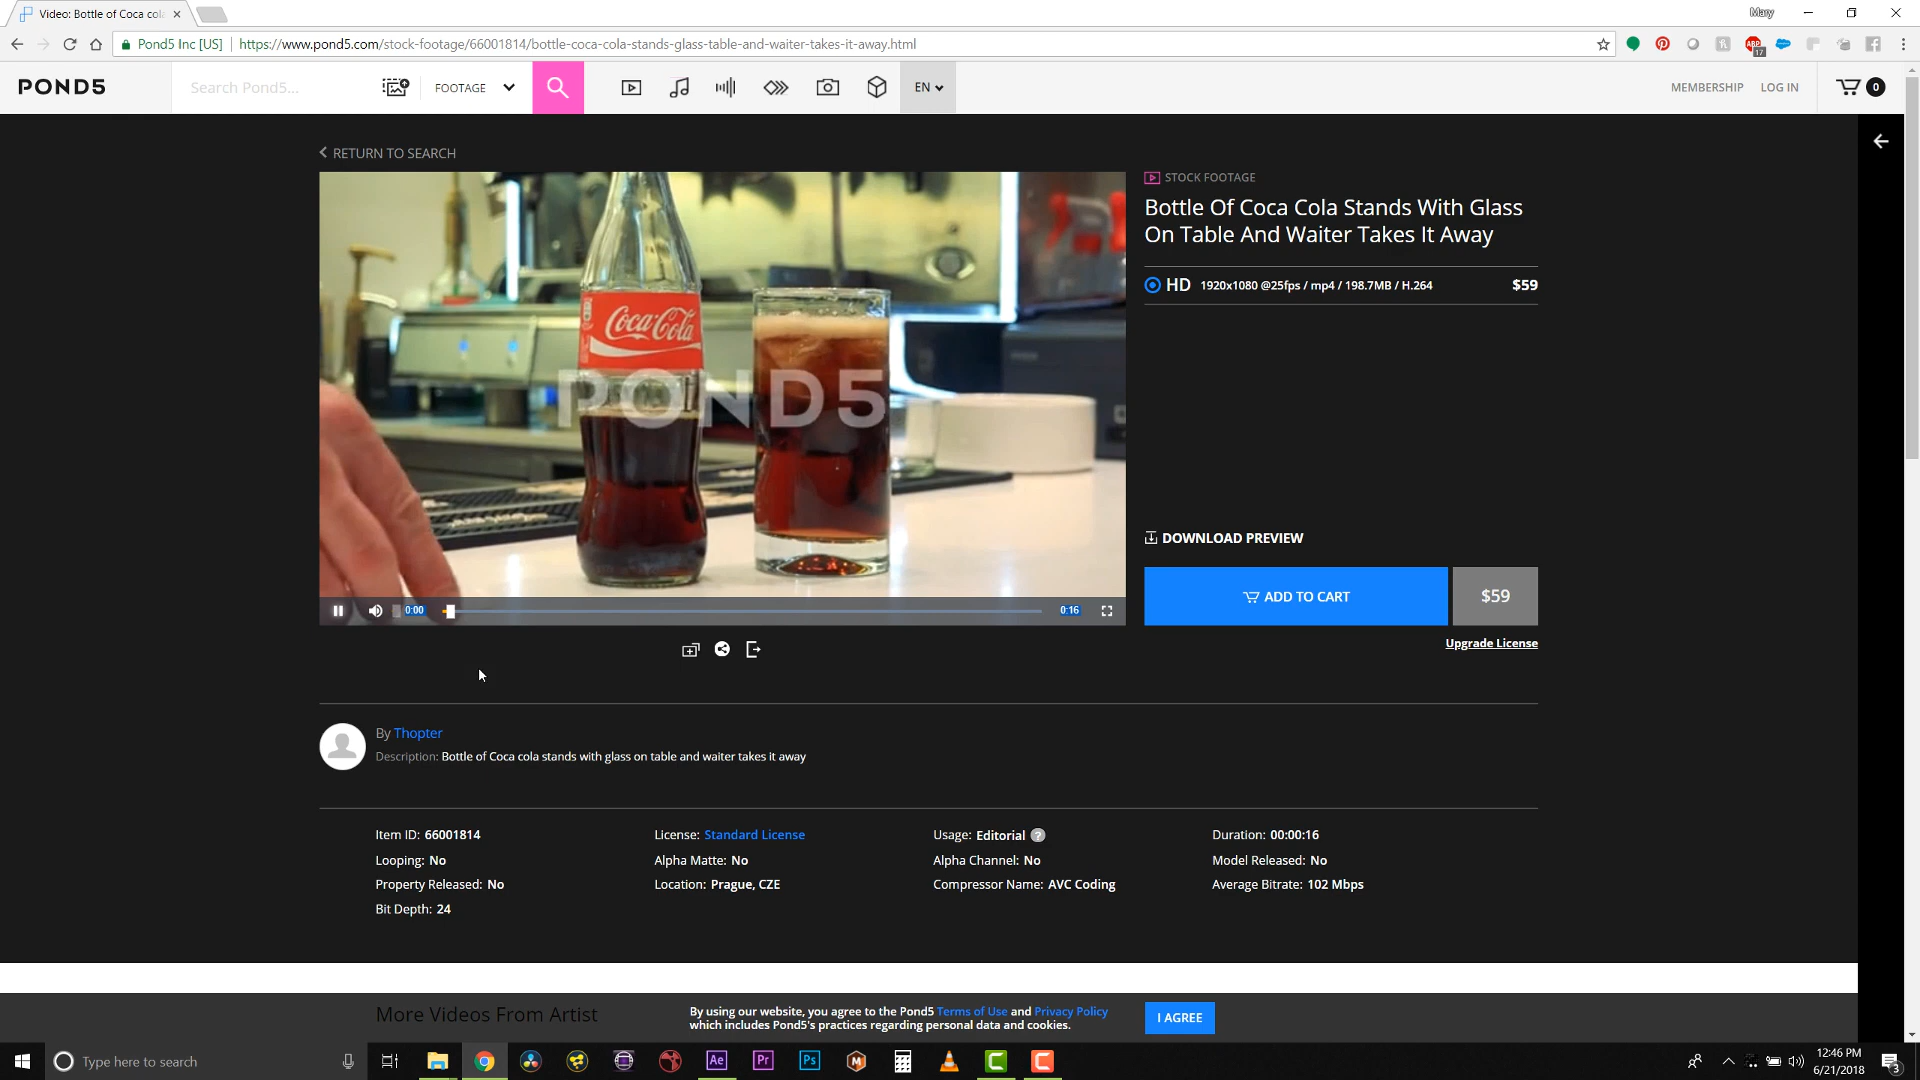 Video: Bottle of Coca col
Mary
Pond5 Inc [US]
https://www.pond5.com/stock-footage/66001814/bottle-coca-cola-stands-glass-table-and-waiter-takes-it-away.html
17
POND5
Search Pond5...
FOOTAGE
EN
MEMBERSHIP
LOG IN
0
RETURN TO SEARCH
Coca-Cola
POND5
0:00
0:16
STOCK FOOTAGE
Bottle Of Coca Cola Stands With Glass
On Table And Waiter Takes It Away
HD 1920x1080 @25fps / mp4 / 198.7MB / H.264 $59
DOWNLOAD PREVIEW
ADD TO CART
$59
Upgrade License
By Thopter
Description: Bottle of Coca cola stands with glass on table and waiter takes it away
Item ID: 66001814 License: Standard License Usage: Editorial ? Duration: 00:00:16
Looping: No Alpha Matte: No Alpha Channel: No Model Released: No
Property Released: No Location: Prague, CZE Compressor Name: AVC Coding Average Bitrate: 102 Mbps
Bit Depth: 24
More Videos From Artist
By using our website, you agree to the Pond5 Terms of Use and Privacy Policy
which includes Pond5's practices regarding personal data and cookies.
I AGREE
Type here to search
Ae
Pr
Ps
12:46 PM
6/21/2018
3